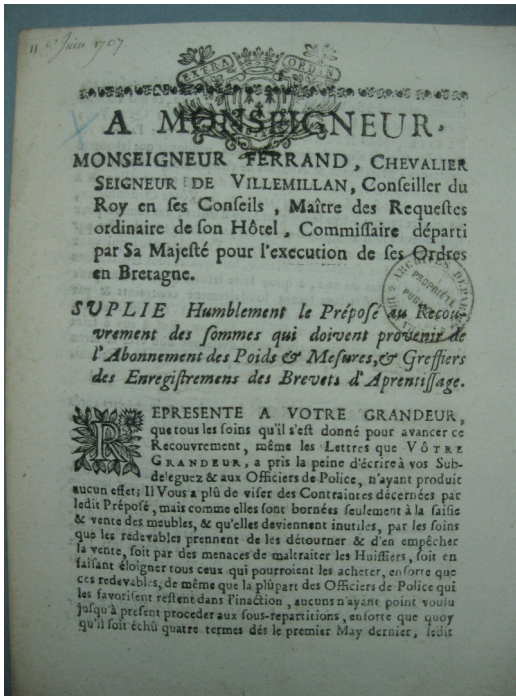 11 Juin 1707.
EXTRA ORDIN
A MONSEIGNEUR,
MONSEIGNEUR FERRAND, CHEVALIER
SEIGNEUR DE VILLEMILLAN, Conseiller du
Roy en ses Conseils, Maître des Requestes
ordinaire de son Hôtel, Commissaire départi
par Sa Majesté pour l'execution de ses Ordres
en Bretagne.
ARCHIVES DEPART
PROPRIÉTÉ
PUBLIQUE
SUPLIE Humblement le Préposé au Recou-
vrement des sommes qui doivent provenir de
l'Abonnement des Poids & Mesures, & Greffiers
des Enregistremens des Brevets d'Aprentissage.
REPRESENTE A VOTRE GRANDEUR,
que tous les soins qu'il s'est donné pour avancer ce
Recouvrement, même les Lettres que VÔTRE
GRANDEUR, a pris la peine d'écrire à vos Sub-
deleguez & aux Officiers de Police, n'ayant produit
aucun effet; Il Vous a plû de viser des Contraintes décernées par
ledit Préposé, mais comme elles sont bornées seulement à la saisie
& vente des meubles, & qu'elles deviennent inutiles, par les soins
que les redevables prennent de les détourner & d'en empêcher
la vente, soit par des menaces de maltraiter les Huissiers, soit en
faisant éloigner tous ceux qui pourroient les acheter, ensorte que
ces redevables, de même que la plûpart des Officiers de Police qui
les favorisent restent dans l'inaction, aucuns n'ayant point voulu
jusqu'à present proceder aux sous-repartitions, ensorte que quoy
qu'il soit échû quatre termes dés le premier May dernier, ledit